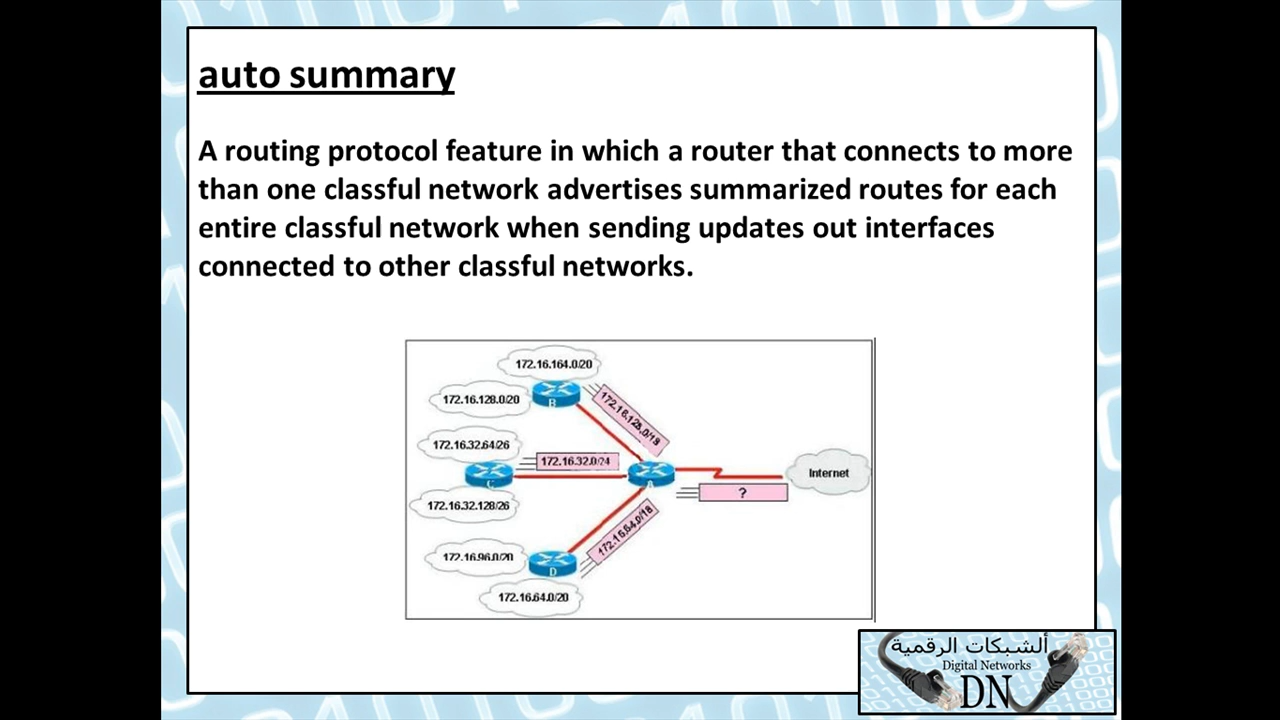 auto summary
A routing protocol feature in which a router that connects to more
than one classful network advertises summarized routes for each
entire classful network when sending updates out interfaces
connected to other classful networks.
172.16.164.0/20
172.16.128.0/20
B
172.16.128.0/18
172.16.32.64/26
172.16.32.0/24
C
A
Internet
?
172.16.32.128/26
172.16.64.0/18
172.16.96.0/20
D
172.16.64.0/20
ألشبكات الرقمية
Digital Networks
DN